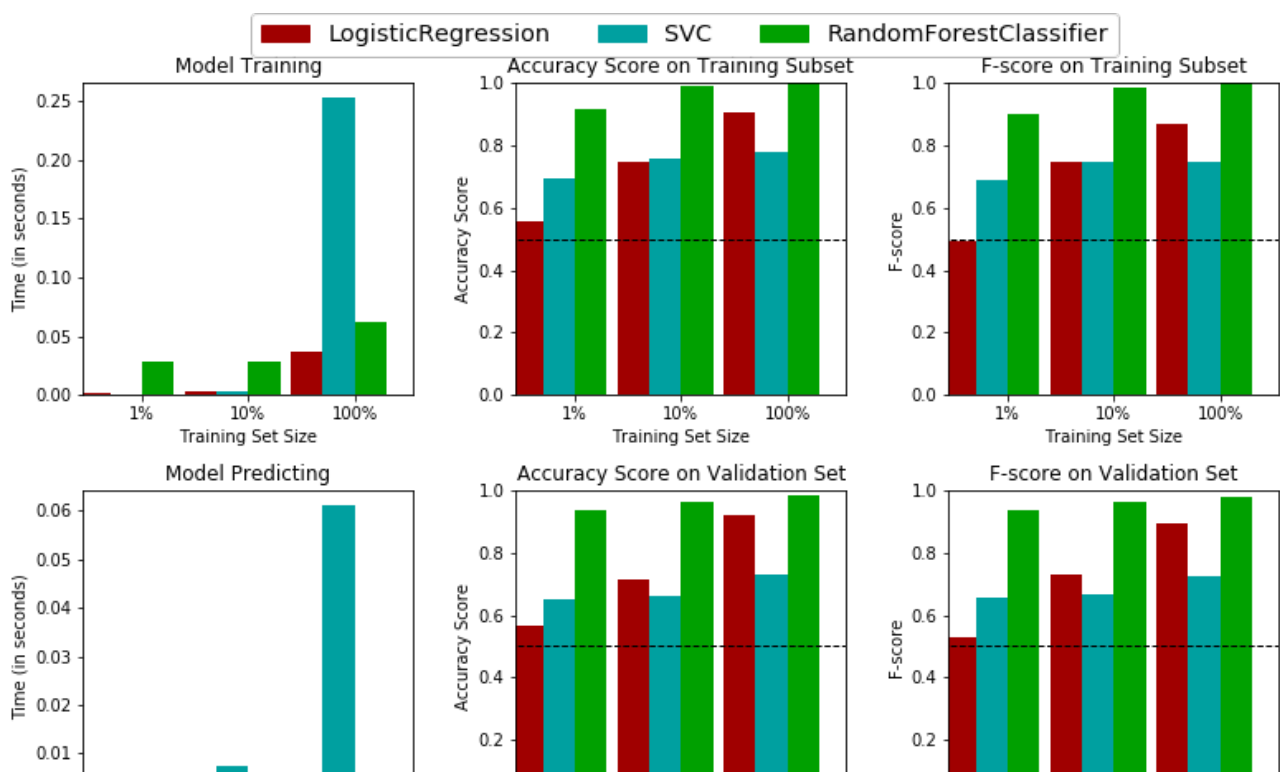 LogisticRegression SVC RandomForestClassifier
Model Training
Accuracy Score on Training Subset
F-score on Training Subset
Time (in seconds)
0.25
0.20
0.15
0.10
0.05
0.00
1% 10% 100%
Training Set Size
Accuracy Score
1.0
0.8
0.6
0.4
0.2
0.0
1% 10% 100%
Training Set Size
F-score
1.0
0.8
0.6
0.4
0.2
0.0
1% 10% 100%
Training Set Size
Model Predicting
Accuracy Score on Validation Set
F-score on Validation Set
Time (in seconds)
0.06
0.05
0.04
0.03
0.02
0.01
Accuracy Score
1.0
0.8
0.6
0.4
0.2
F-score
1.0
0.8
0.6
0.4
0.2